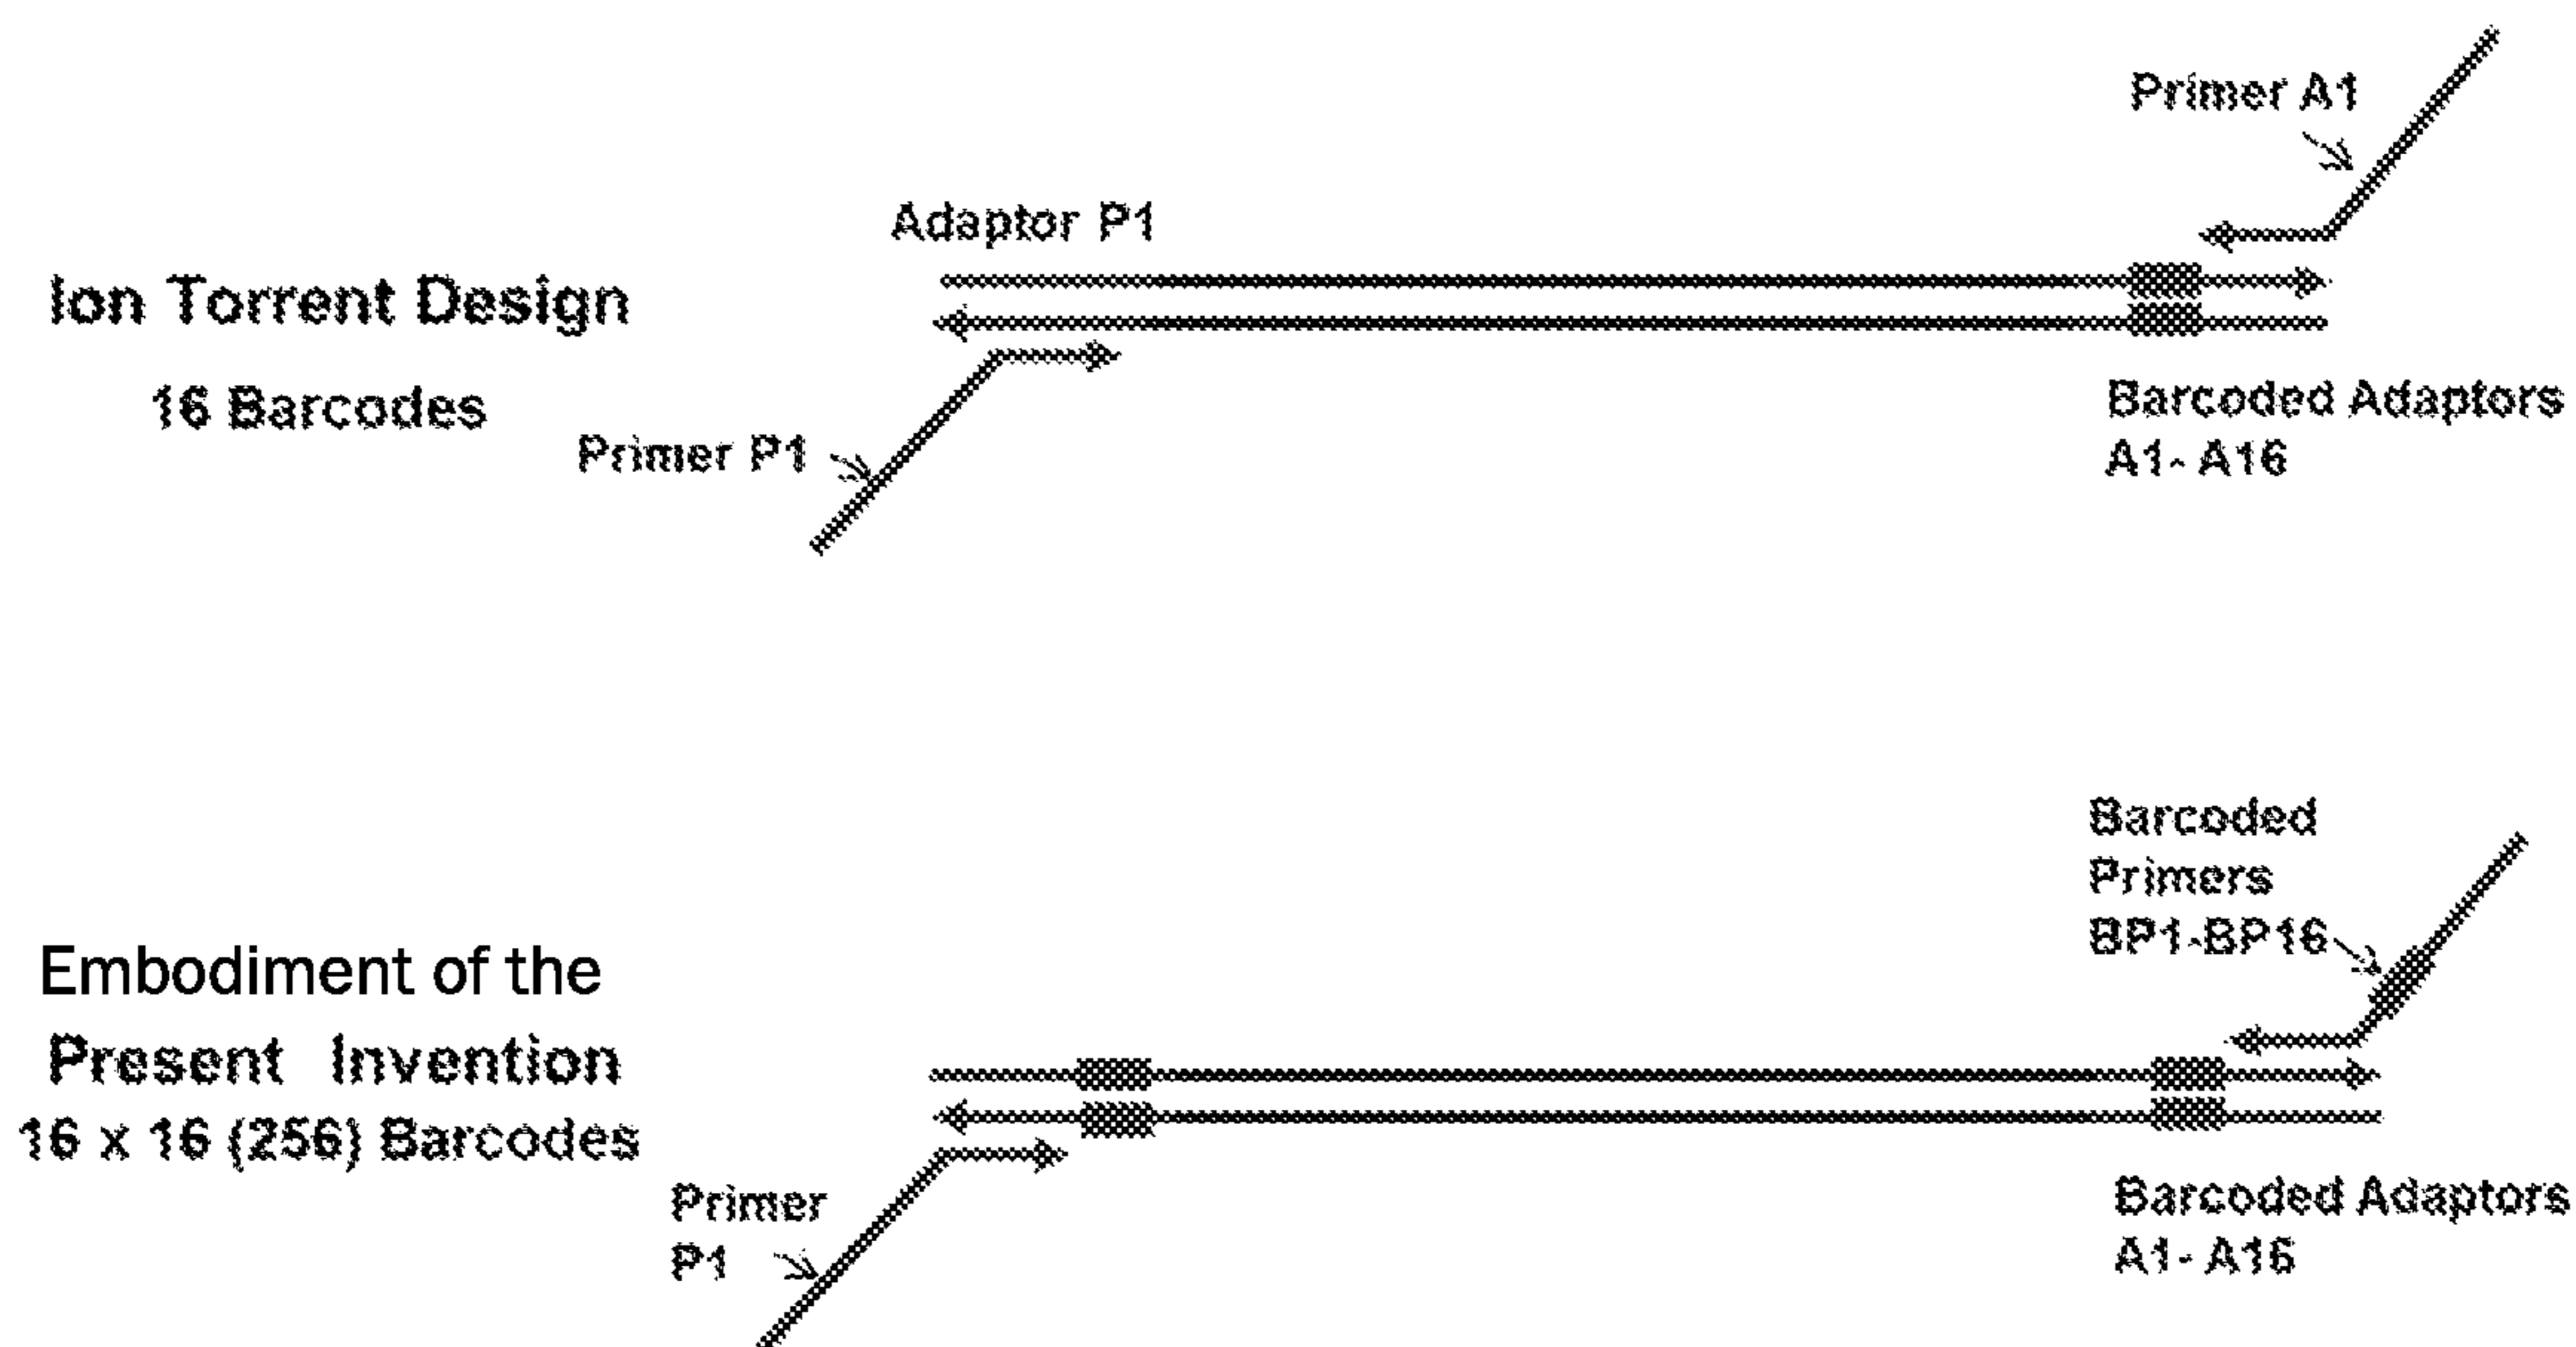 Primer A1
Adaptor P1
Ion Torrent Design
16 Barcodes
Primer P1
Barcoded Adaptors
A1- A16
Barcoded
Primers
BP1-BP16
Embodiment of the
Present Invention
16 x 16 (256) Barcodes
Primer
P1
Barcoded Adaptors
A1- A16